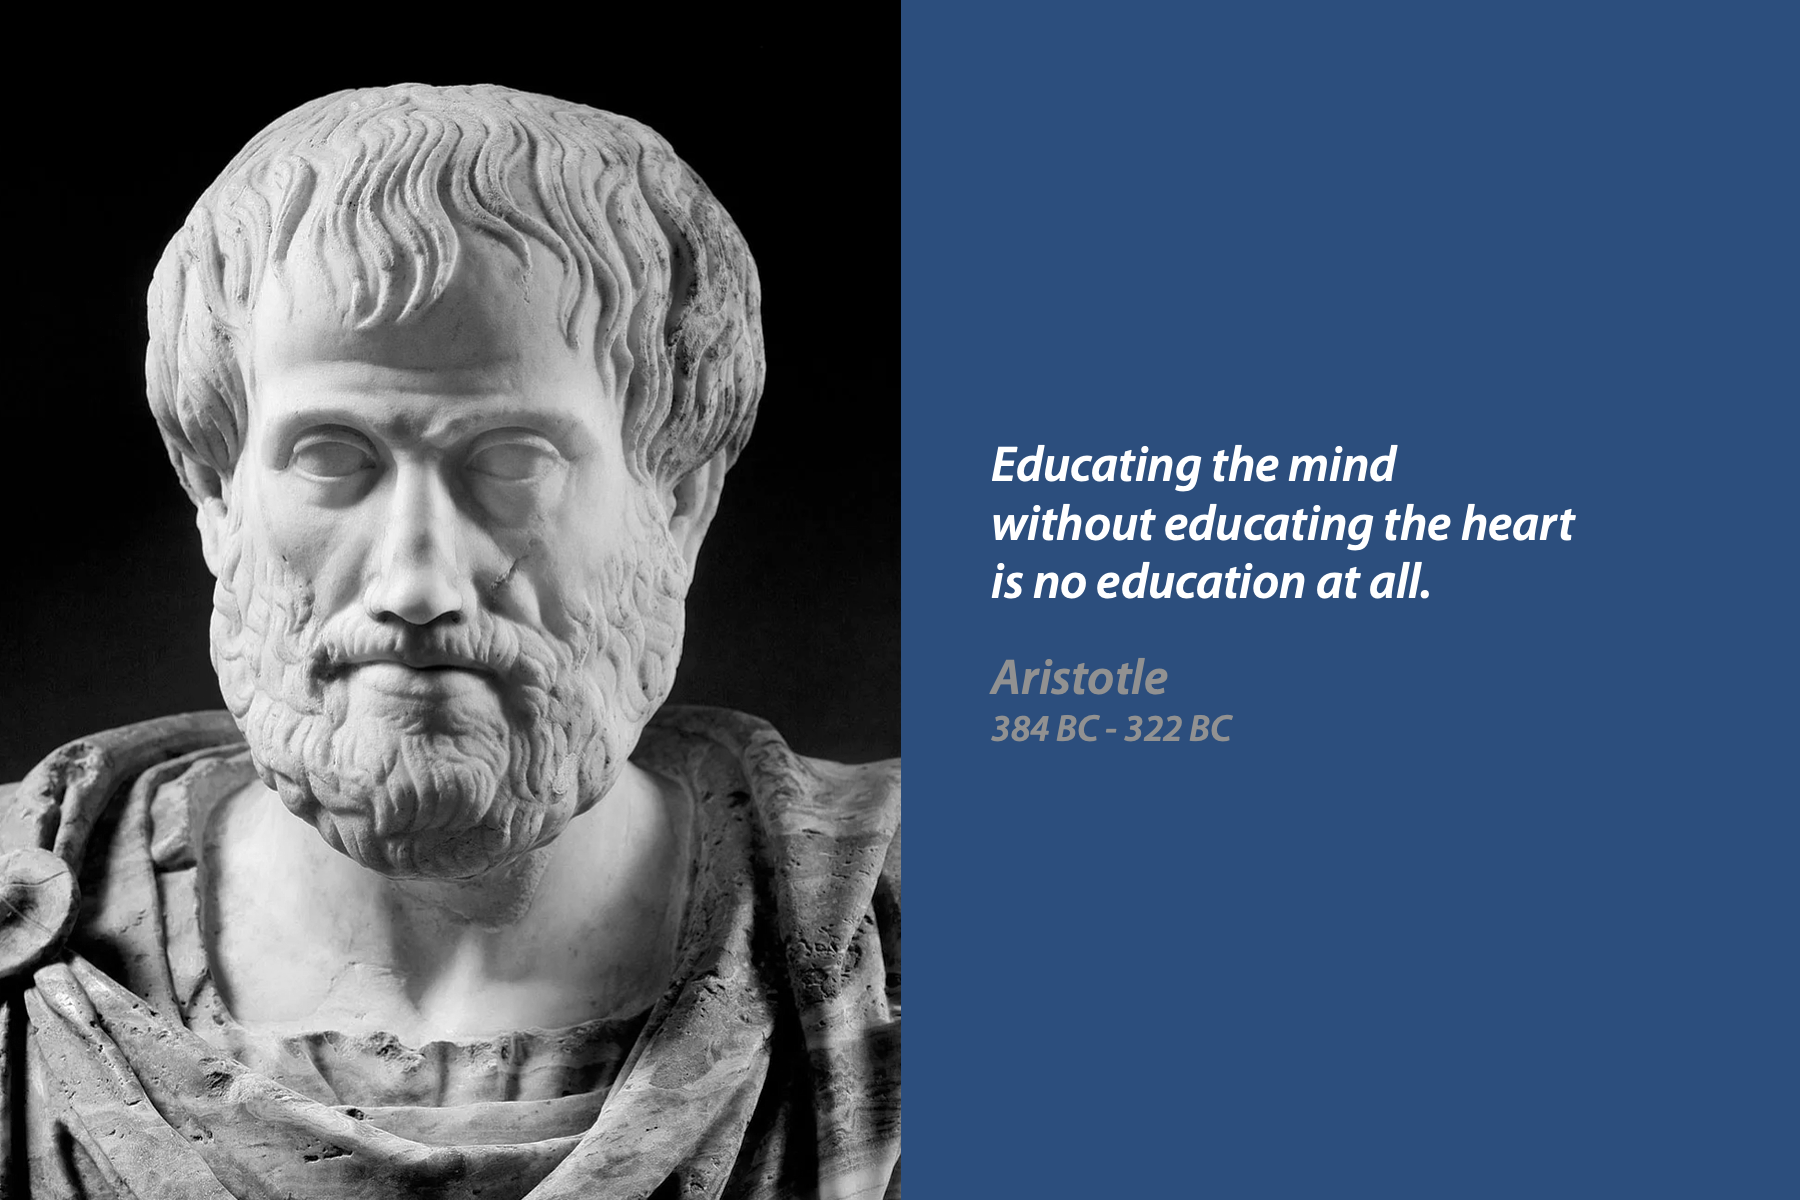 Educating the mind
without educating the heart
is no education at all.
Aristotle
384 BC - 322 BC